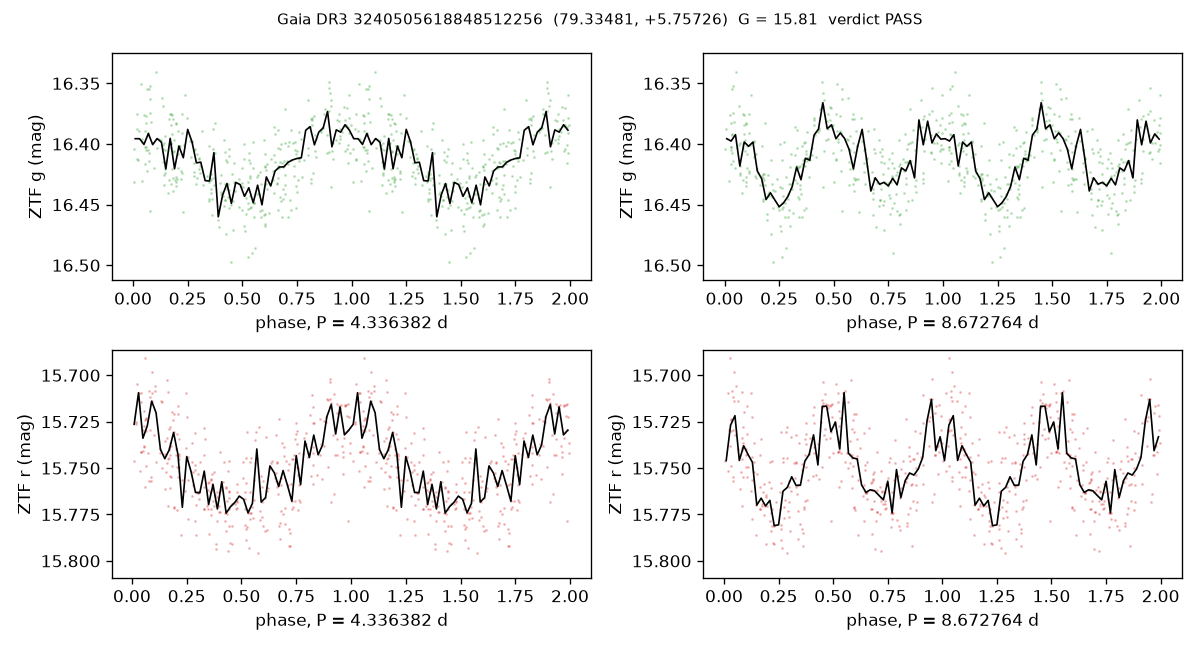 Gaia DR3 3240505618848512256 (79.33481, +5.75726) G = 15.81 verdict PASS
ZTF g (mag)
16.35
16.40
16.45
16.50
0.00 0.25 0.50 0.75 1.00 1.25 1.50 1.75 2.00
phase, P = 4.336382 d
ZTF g (mag)
16.35
16.40
16.45
16.50
0.00 0.25 0.50 0.75 1.00 1.25 1.50 1.75 2.00
phase, P = 8.672764 d
ZTF r (mag)
15.700
15.725
15.750
15.775
15.800
0.00 0.25 0.50 0.75 1.00 1.25 1.50 1.75 2.00
phase, P = 4.336382 d
ZTF r (mag)
15.700
15.725
15.750
15.775
15.800
0.00 0.25 0.50 0.75 1.00 1.25 1.50 1.75 2.00
phase, P = 8.672764 d